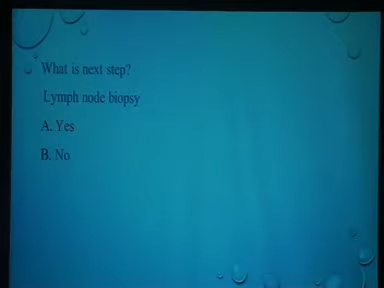 What is next step?
Lymph node biopsy
A. Yes
B. No